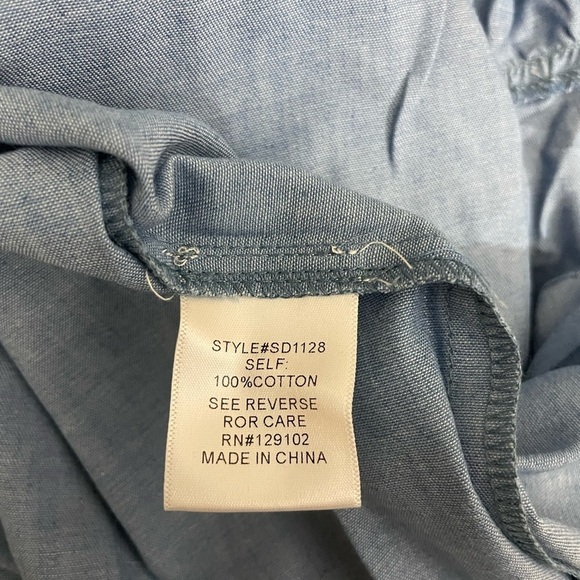 STYLE#SD1128
SELF:
100%COTTON
SEE REVERSE
ROR CARE
RN#129102
MADE IN CHINA